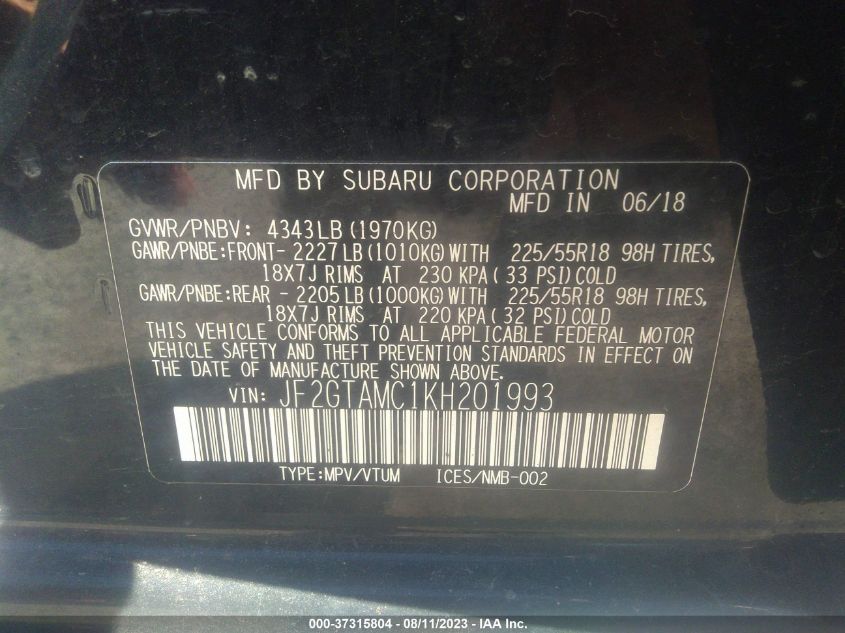 MFD BY SUBARU CORPORATION
MFD IN 06/18
GVWR/PNBV: 4343LB (1970KG)
GAWR/PNBE:FRONT- 2227LB (1010KG) WITH 225/55R18 98H TIRES,
18X7J RIMS AT 230 KPA ( 33 PSI) COLD
GAWR/PNBE:REAR - 2205LB (1000KG) WITH 225/55R18 98H TIRES,
18X7J RIMS AT 220 KPA ( 32 PSI) COLD
THIS VEHICLE CONFORMS TO ALL APPLICABLE FEDERAL MOTOR
VEHICLE SAFETY AND THEFT PREVENTION STANDARDS IN EFFECT ON
THE DATE OF MANUFACTURE SHOWN ABOVE.
VIN: JF2GTAMC1KH201993
TYPE:MPV/VTUM ICES/NMB-002
000-37315804 - 08/11/2023 - IAA Inc.